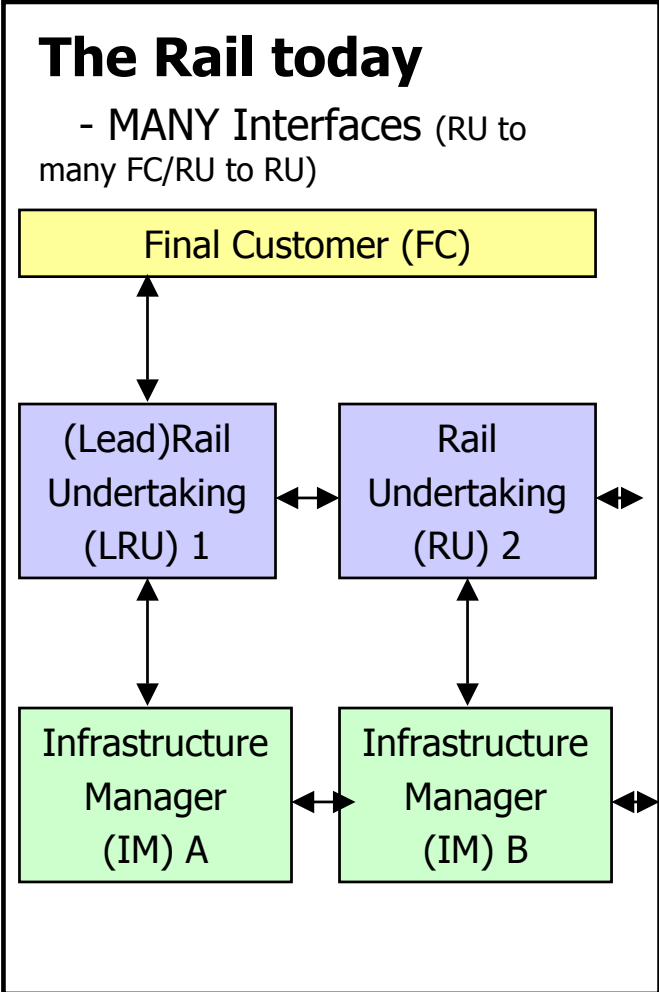 The Rail today
- MANY Interfaces (RU to
many FC/RU to RU)
Final Customer (FC)
(Lead)Rail
Undertaking
(LRU) 1
Rail
Undertaking
(RU) 2
Infrastructure
Manager
(IM) A
Infrastructure
Manager
(IM) B